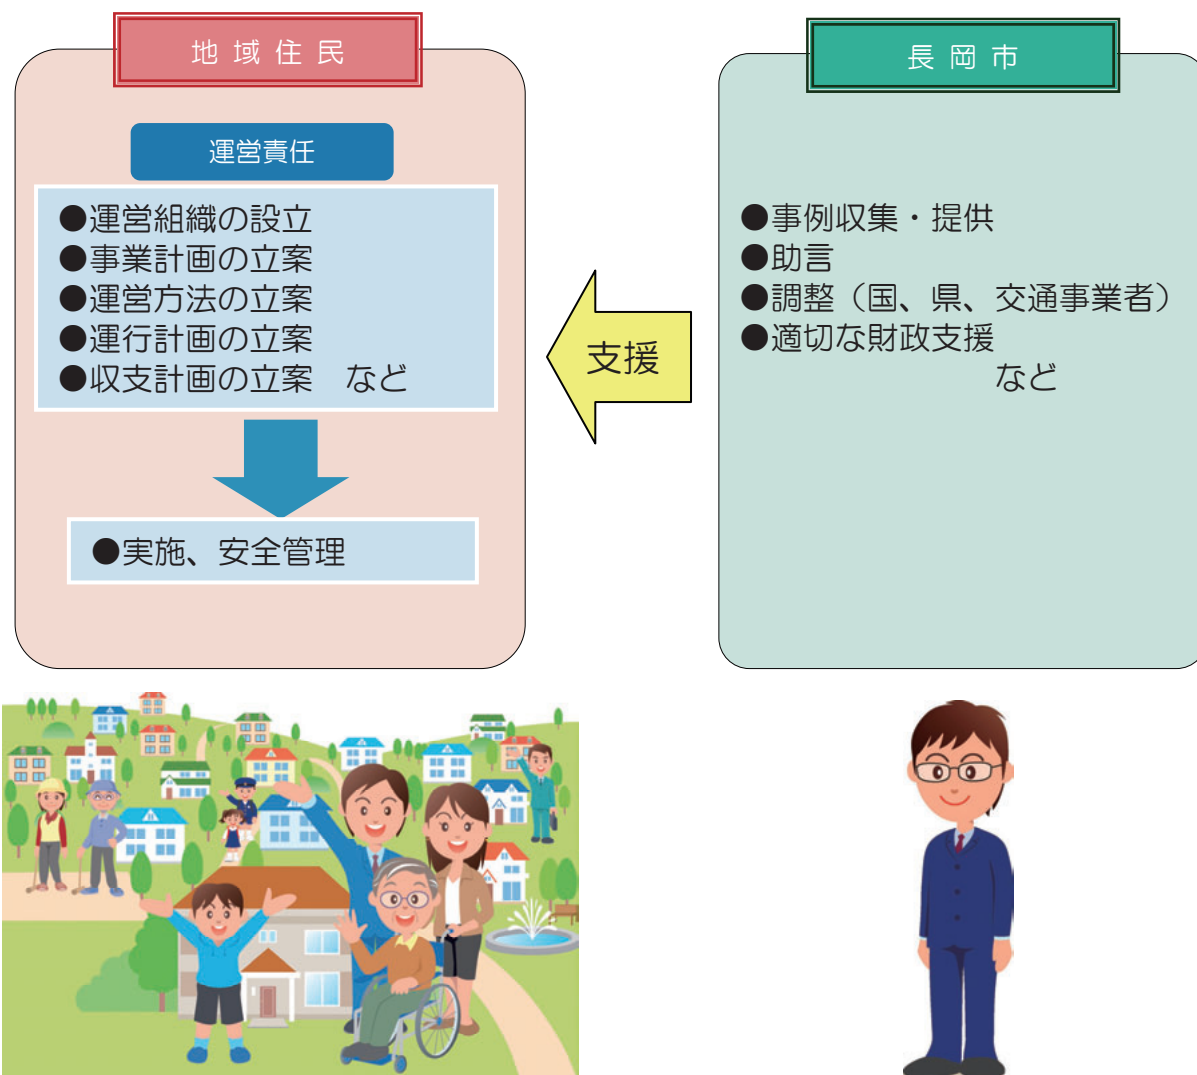 地域住民
運営責任
●運営組織の設立
●事業計画の立案
●運営方法の立案
●運行計画の立案
●収支計画の立案　など
●実施、安全管理
支援
長岡市
●事例収集・提供
●助言
●調整（国、県、交通事業者）
●適切な財政支援
など